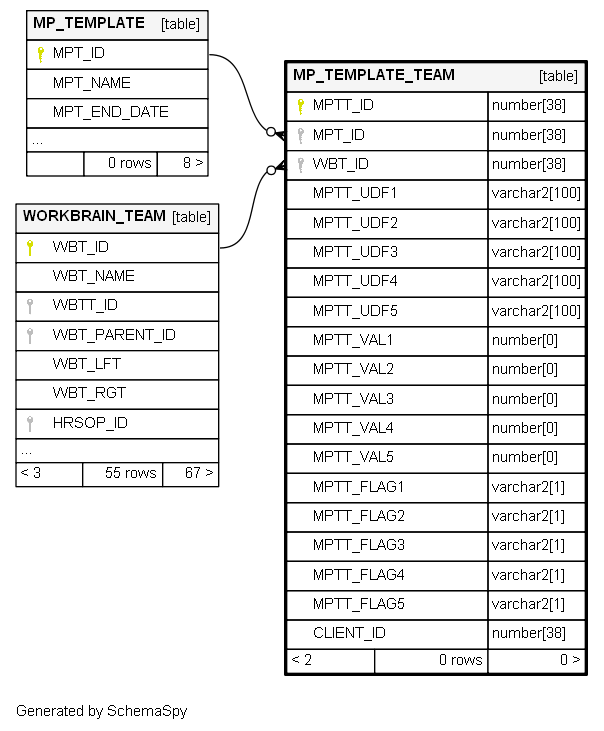 MP_TEMPLATE [table]
MPT_ID
MPT_NAME
MPT_END_DATE
...
0 rows 8 >
WORKBRAIN_TEAM [table]
WBT_ID
WBT_NAME
WBTT_ID
WBT_PARENT_ID
WBT_LFT
WBT_RGT
HRSOP_ID
...
< 3 55 rows 67 >
MP_TEMPLATE_TEAM [table]
MPTT_ID number[38]
MPT_ID number[38]
WBT_ID number[38]
MPTT_UDF1 varchar2[100]
MPTT_UDF2 varchar2[100]
MPTT_UDF3 varchar2[100]
MPTT_UDF4 varchar2[100]
MPTT_UDF5 varchar2[100]
MPTT_VAL1 number[0]
MPTT_VAL2 number[0]
MPTT_VAL3 number[0]
MPTT_VAL4 number[0]
MPTT_VAL5 number[0]
MPTT_FLAG1 varchar2[1]
MPTT_FLAG2 varchar2[1]
MPTT_FLAG3 varchar2[1]
MPTT_FLAG4 varchar2[1]
MPTT_FLAG5 varchar2[1]
CLIENT_ID number[38]
< 2 0 rows 0 >
Generated by SchemaSpy